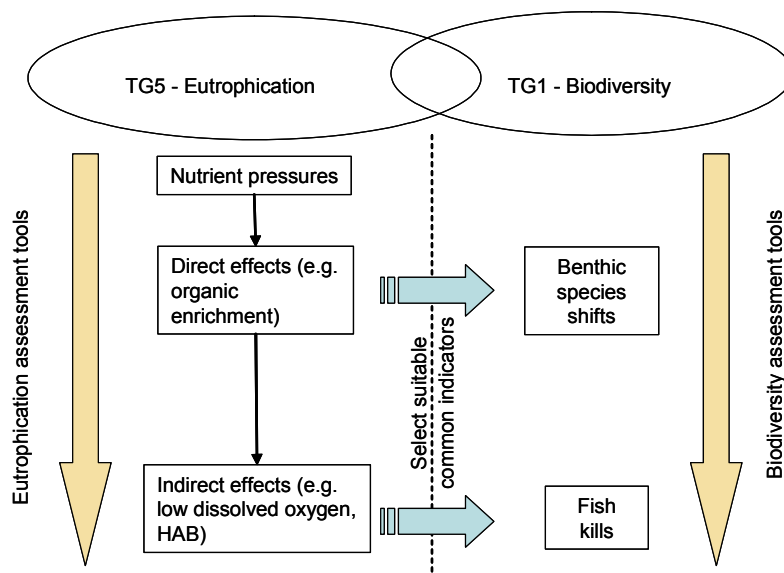 TG5 - Eutrophication
TG1 - Biodiversity
Nutrient pressures
Direct effects (e.g.
organic
enrichment)
Benthic
species
shifts
Indirect effects (e.g.
low dissolved oxygen,
HAB)
Fish
kills
Eutrophication assessment tools
Select suitable
common indicators
Biodiversity assessment tools